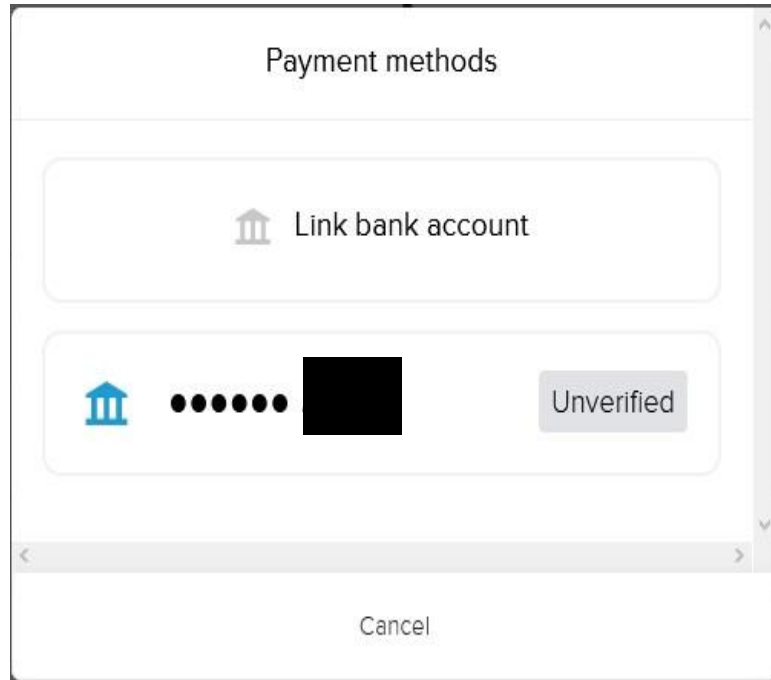 Payment methods
Link bank account
●●●●●●
Unverified
Cancel